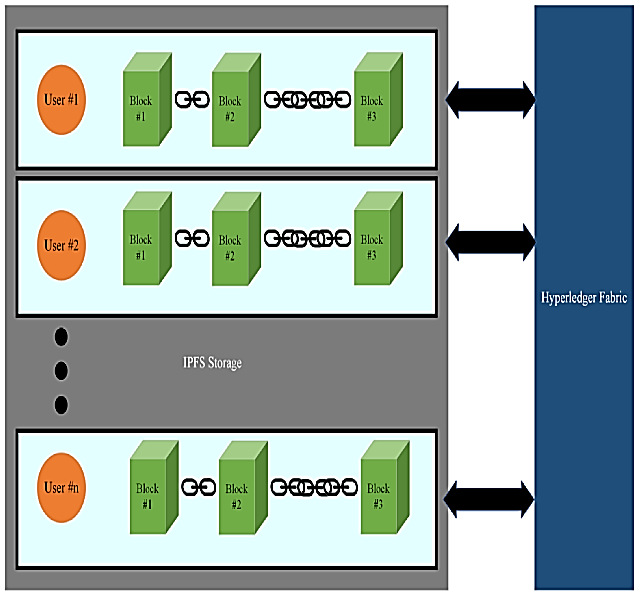 User #1
Block
#1
Block
#2
Block
#3
User #2
Block
#1
Block
#2
Block
#3
Hyperledger Fabric
IPFS Storage
User #n
Block
#1
Block
#2
Block
#3